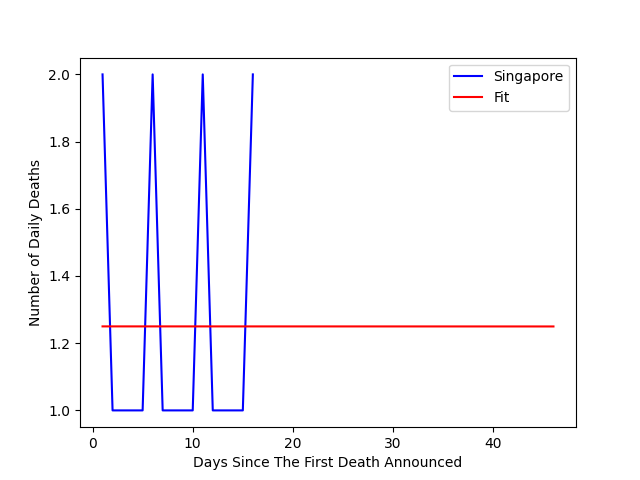 Singapore
Fit
2.0
1.8
1.6
1.4
1.2
1.0
Number of Daily Deaths
0 10 20 30 40
Days Since The First Death Announced